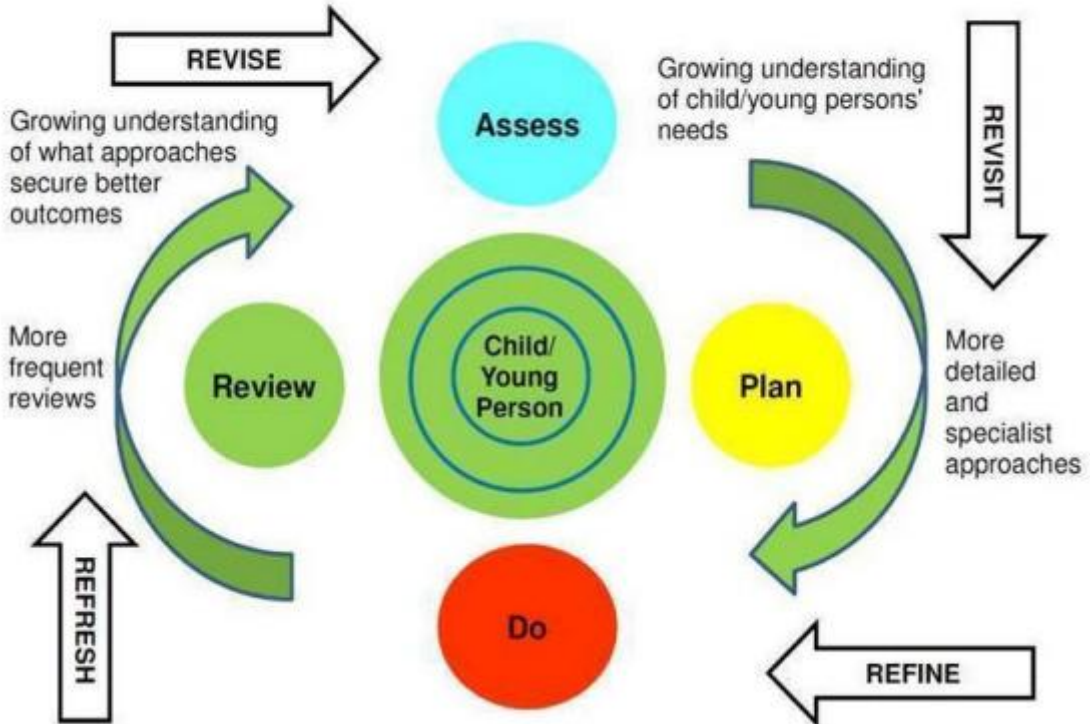 REVISE
Growing understanding
of what approaches
secure better
outcomes
Assess
Growing understanding
of child/young persons'
needs
REVISIT
More
frequent
reviews
Review
Child/
Young
Person
Plan
More
detailed
and
specialist
approaches
REFRESH
Do
REFINE